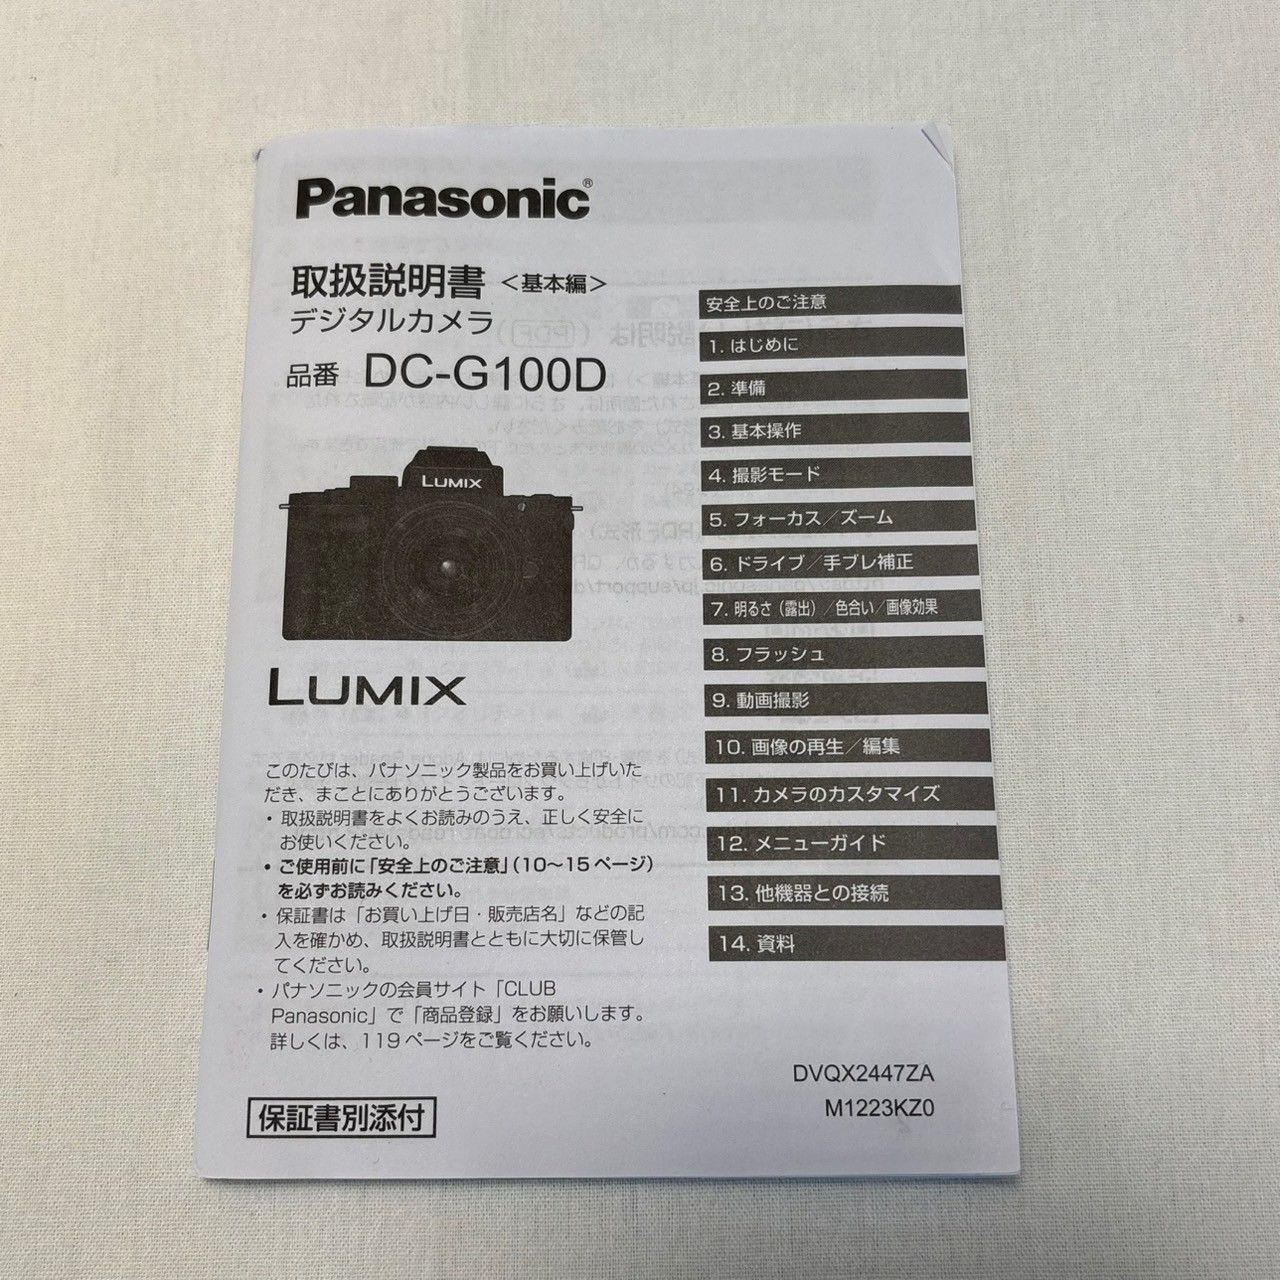 Panasonic®
取扱説明書 <基本編>
デジタルカメラ
品番 DC-G100D
LUMIX
LUMIX
このたびは、パナソニック製品をお買い上げいた
だき、まことにありがとうございます。
・取扱説明書をよくお読みのうえ、正しく安全に
お使いください。
・ご使用前に「安全上のご注意」(10～15ページ)
を必ずお読みください。
・保証書は「お買い上げ日・販売店名」などの記
入を確かめ、取扱説明書とともに大切に保管し
てください。
・パナソニックの会員サイト「CLUB
Panasonic」で「商品登録」をお願いします。
詳しくは、119ページをご覧ください。
保証書別添付
安全上のご注意
1. はじめに
2. 準備
3. 基本操作
4. 撮影モード
5. フォーカス／ズーム
6. ドライブ／手ブレ補正
7. 明るさ(露出)／色合い／画像効果
8. フラッシュ
9. 動画撮影
10. 画像の再生／編集
11. カメラのカスタマイズ
12. メニューガイド
13. 他機器との接続
14. 資料
DVQX2447ZA
M1223KZ0